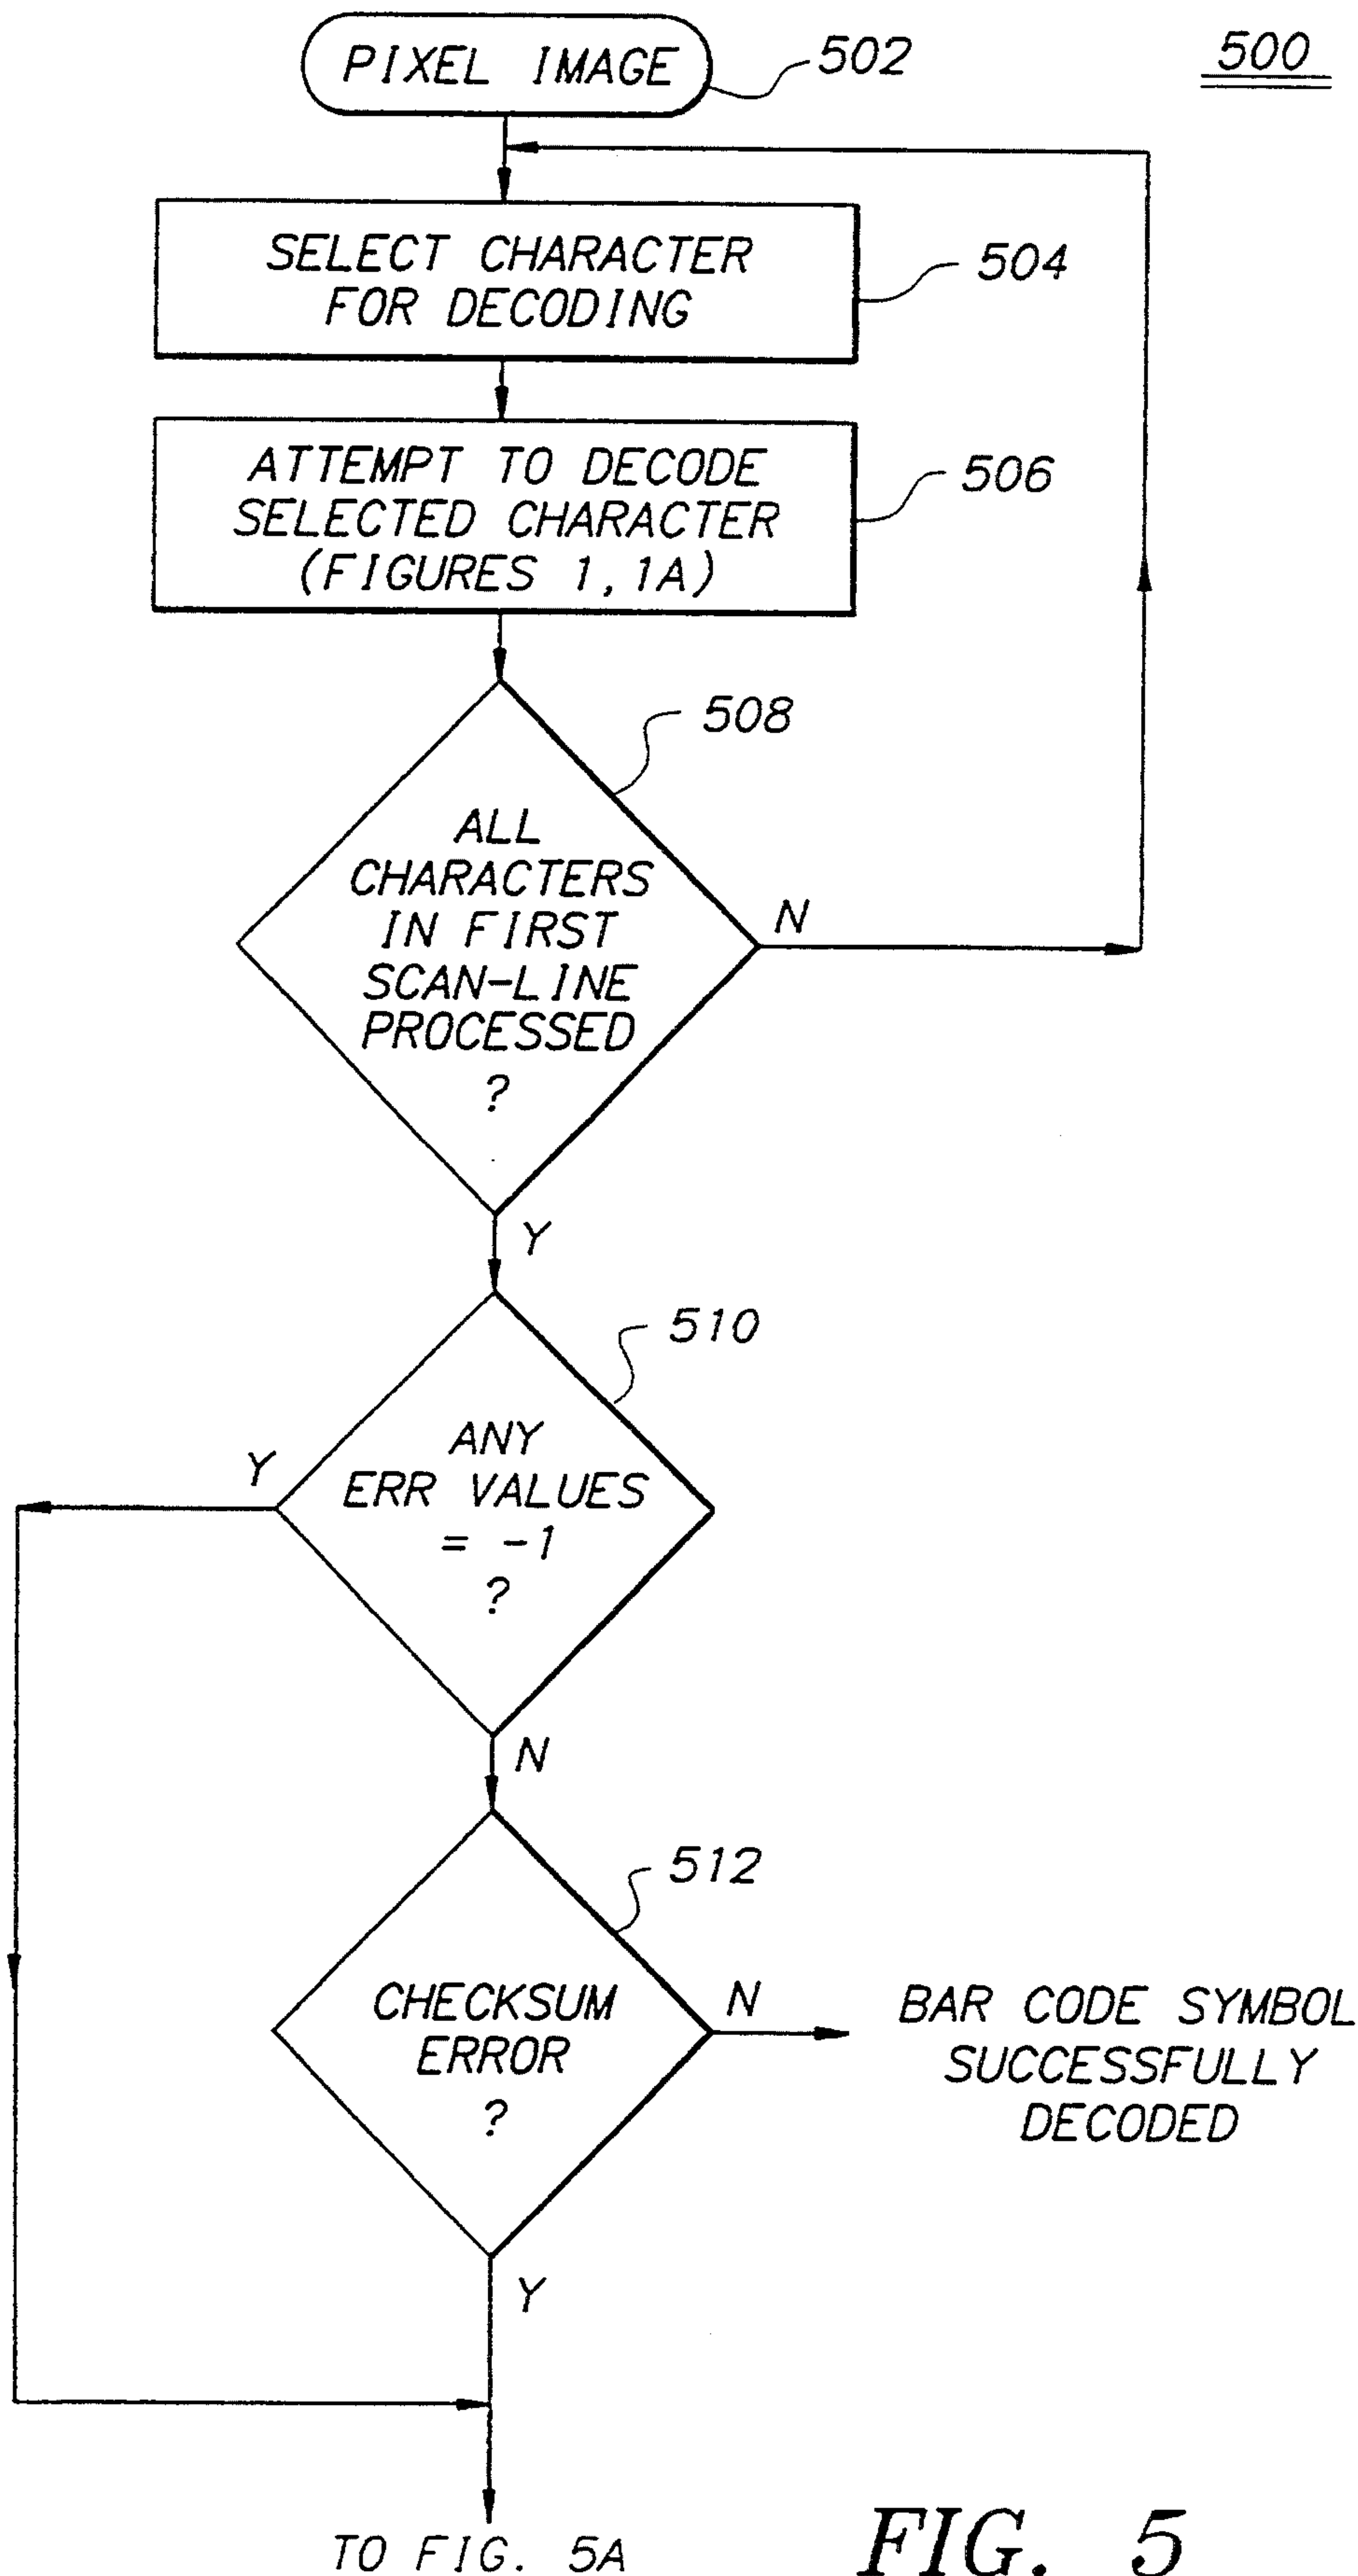 PIXEL IMAGE
502
500
SELECT CHARACTER
FOR DECODING
504
ATTEMPT TO DECODE
SELECTED CHARACTER
(FIGURES 1, 1A)
506
508
ALL
CHARACTERS
IN FIRST
SCAN-LINE
PROCESSED
?
N
Y
510
ANY
ERR VALUES
= -1
?
Y
N
512
CHECKSUM
ERROR
?
N
BAR CODE SYMBOL
SUCCESSFULLY
DECODED
Y
TO FIG. 5A
FIG. 5